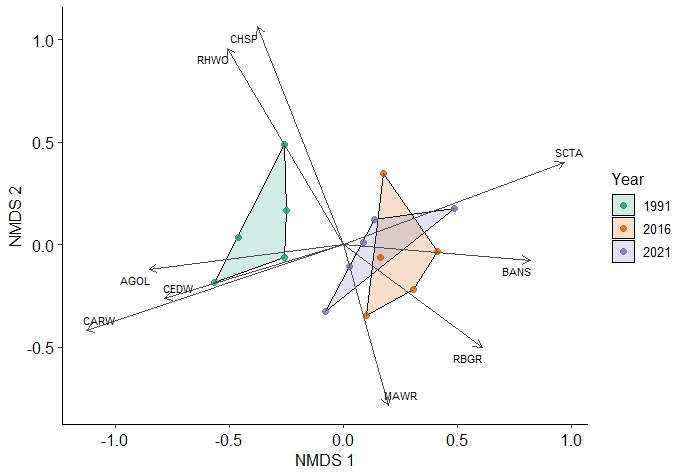 1.0
0.5
0.0
-0.5
NMDS 2
CHSP
RHWO
SCTA
AGOL
CEDW
CARW
BANS
RBGR
MAWR
-1.0 -0.5 0.0 0.5 1.0
NMDS 1
Year
1991
2016
2021